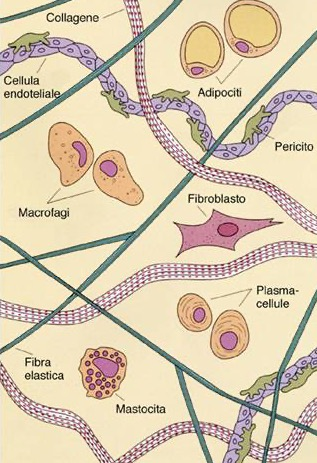 Collagene
Cellula
endoteliale
Adipociti
Pericito
Macrofagi
Fibroblasto
Plasma-
cellule
Fibra
elastica
Mastocita